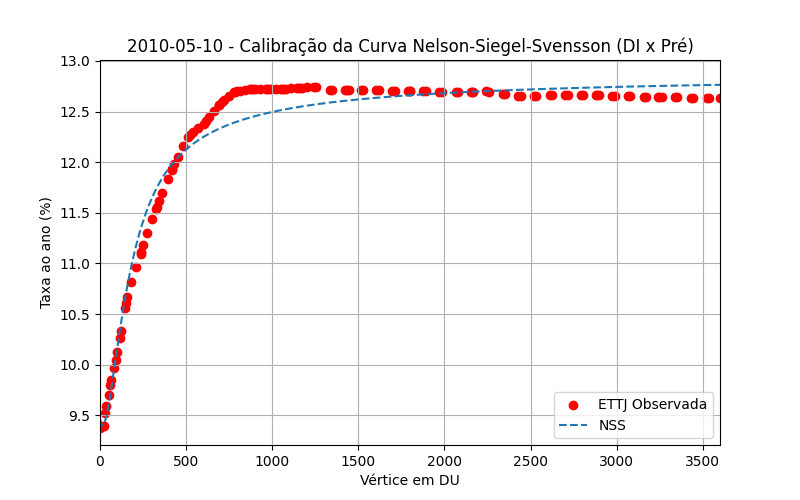 2010-05-10 - Calibração da Curva Nelson-Siegel-Svensson (DI x Pré)
Taxa ao ano (%)
13.0
12.5
12.0
11.5
11.0
10.5
10.0
9.5
ETTJ Observada
NSS
0 500 1000 1500 2000 2500 3000 3500
Vértice em DU